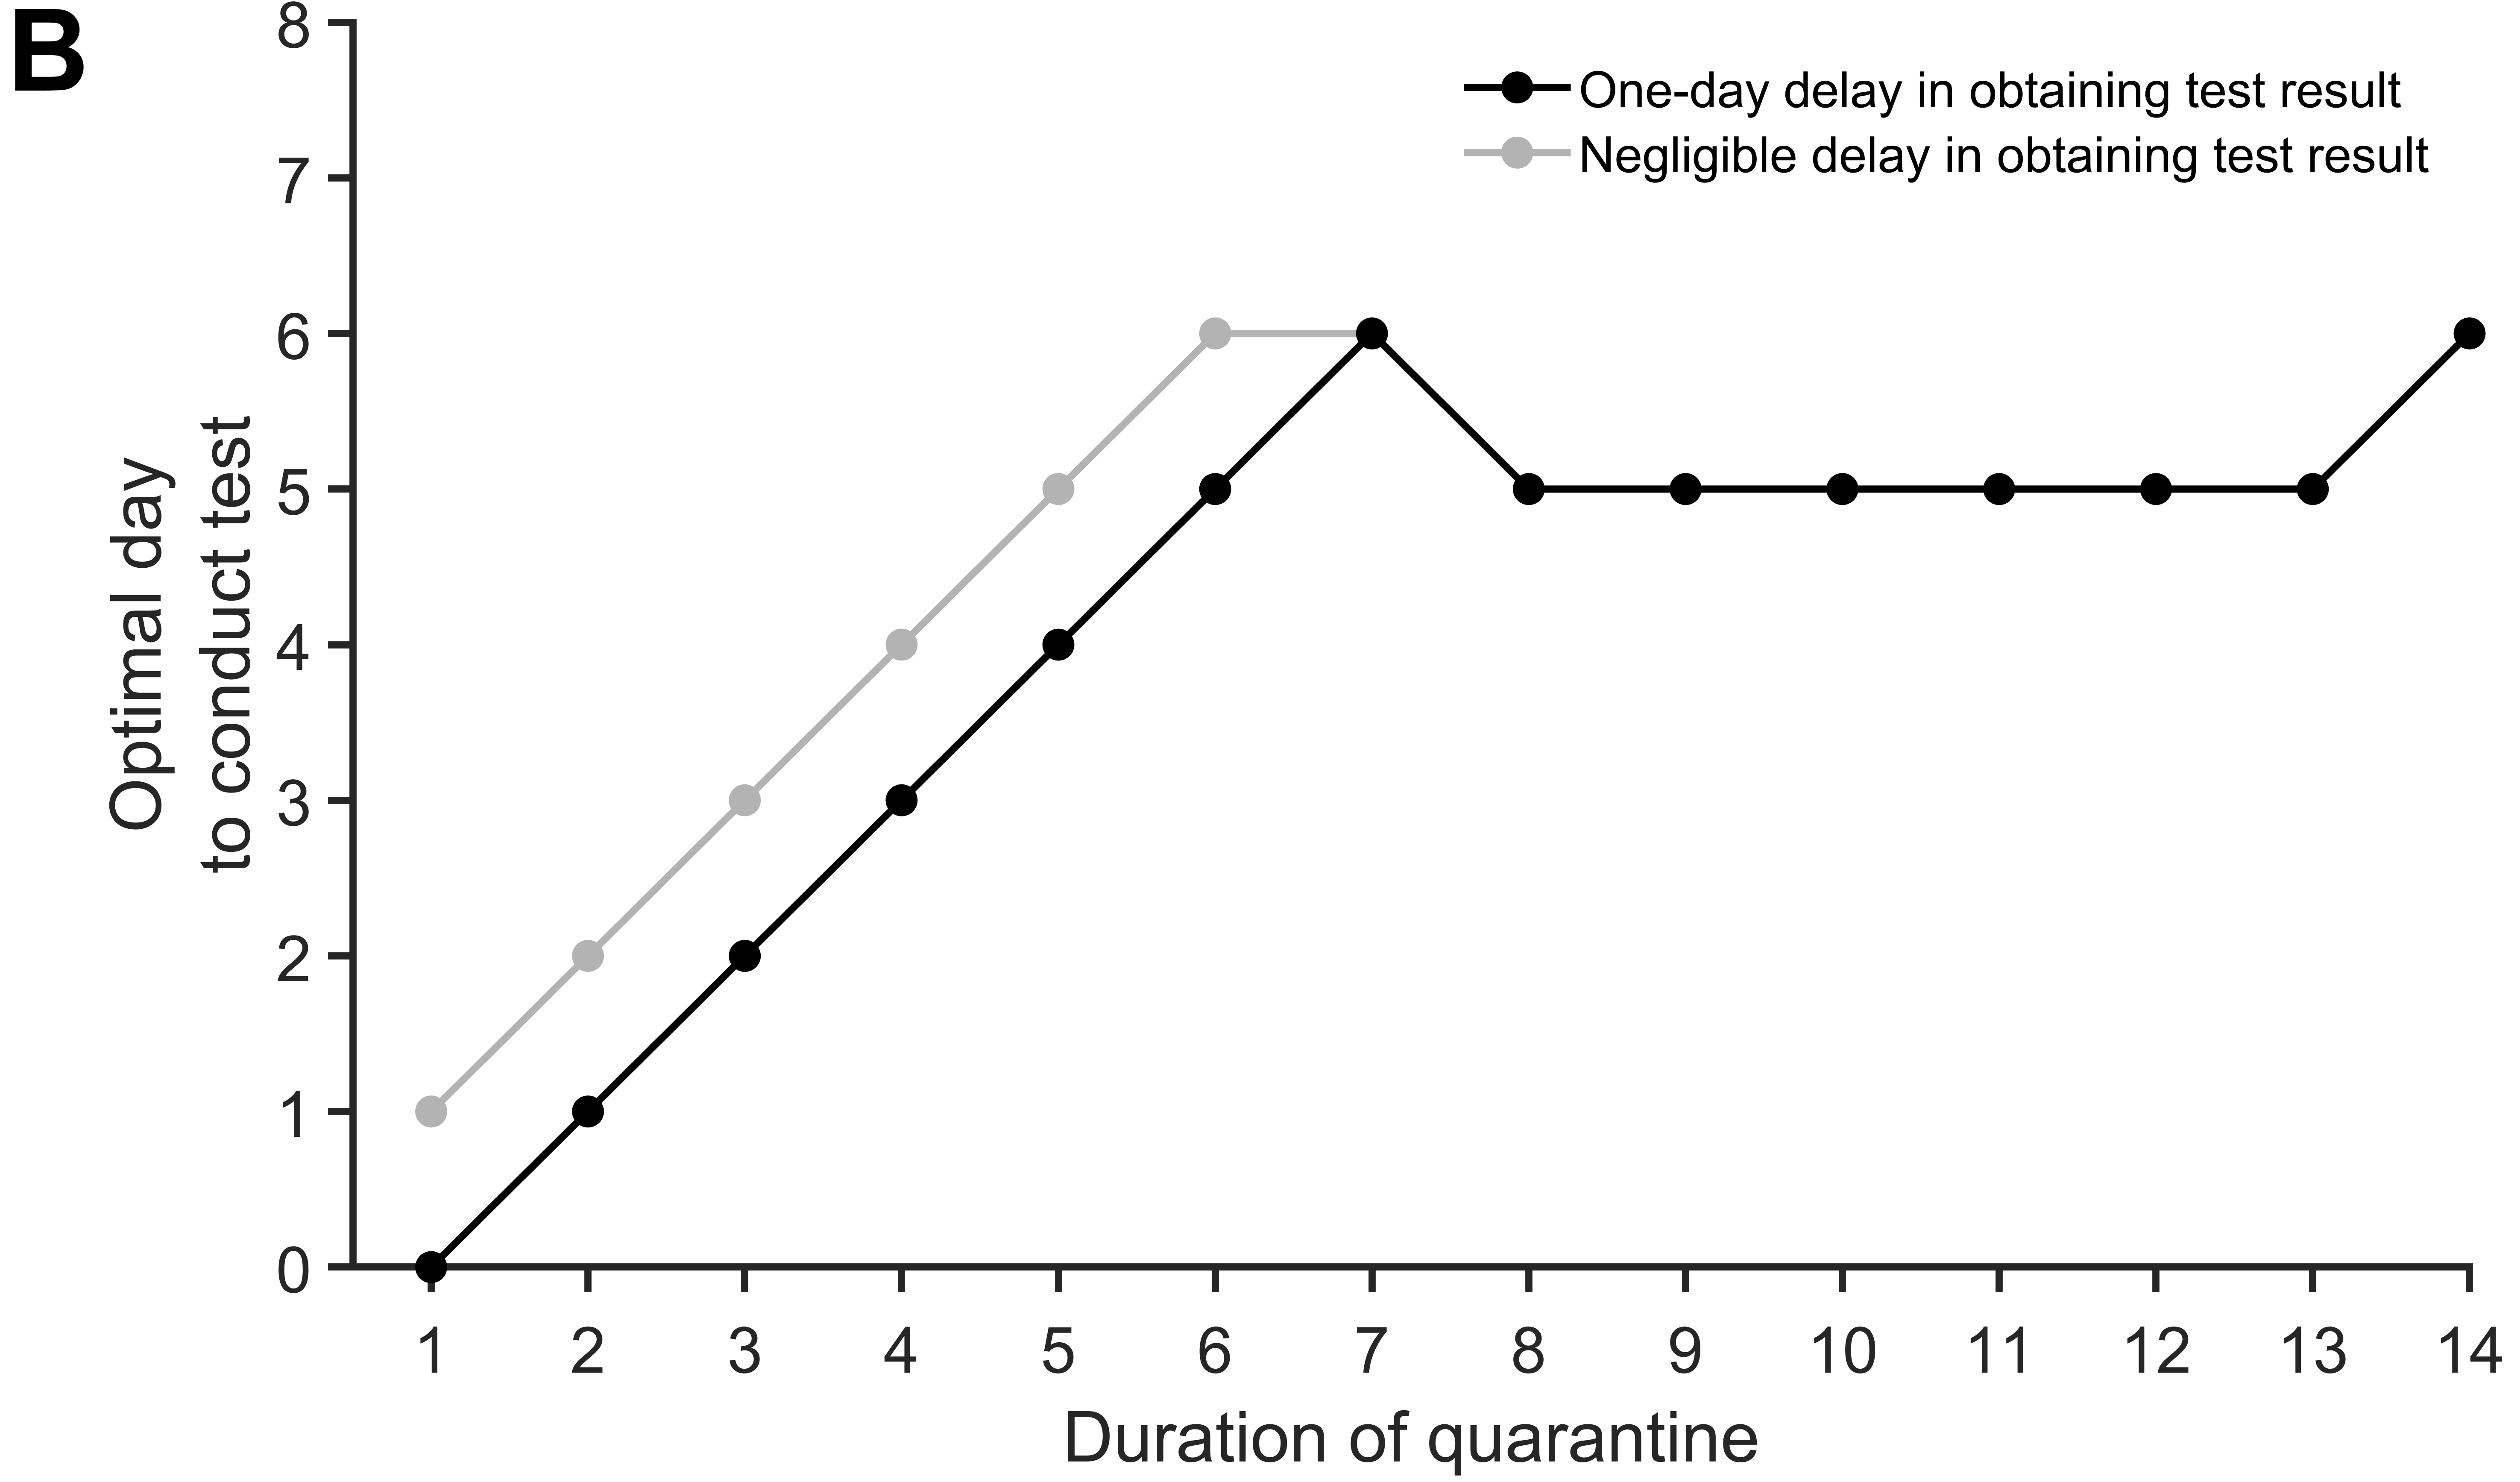 B
One-day delay in obtaining test result
Negligible delay in obtaining test result
Optimal day
to conduct test
8
7
6
5
4
3
2
1
0
1 2 3 4 5 6 7 8 9 10 11 12 13 14
Duration of quarantine